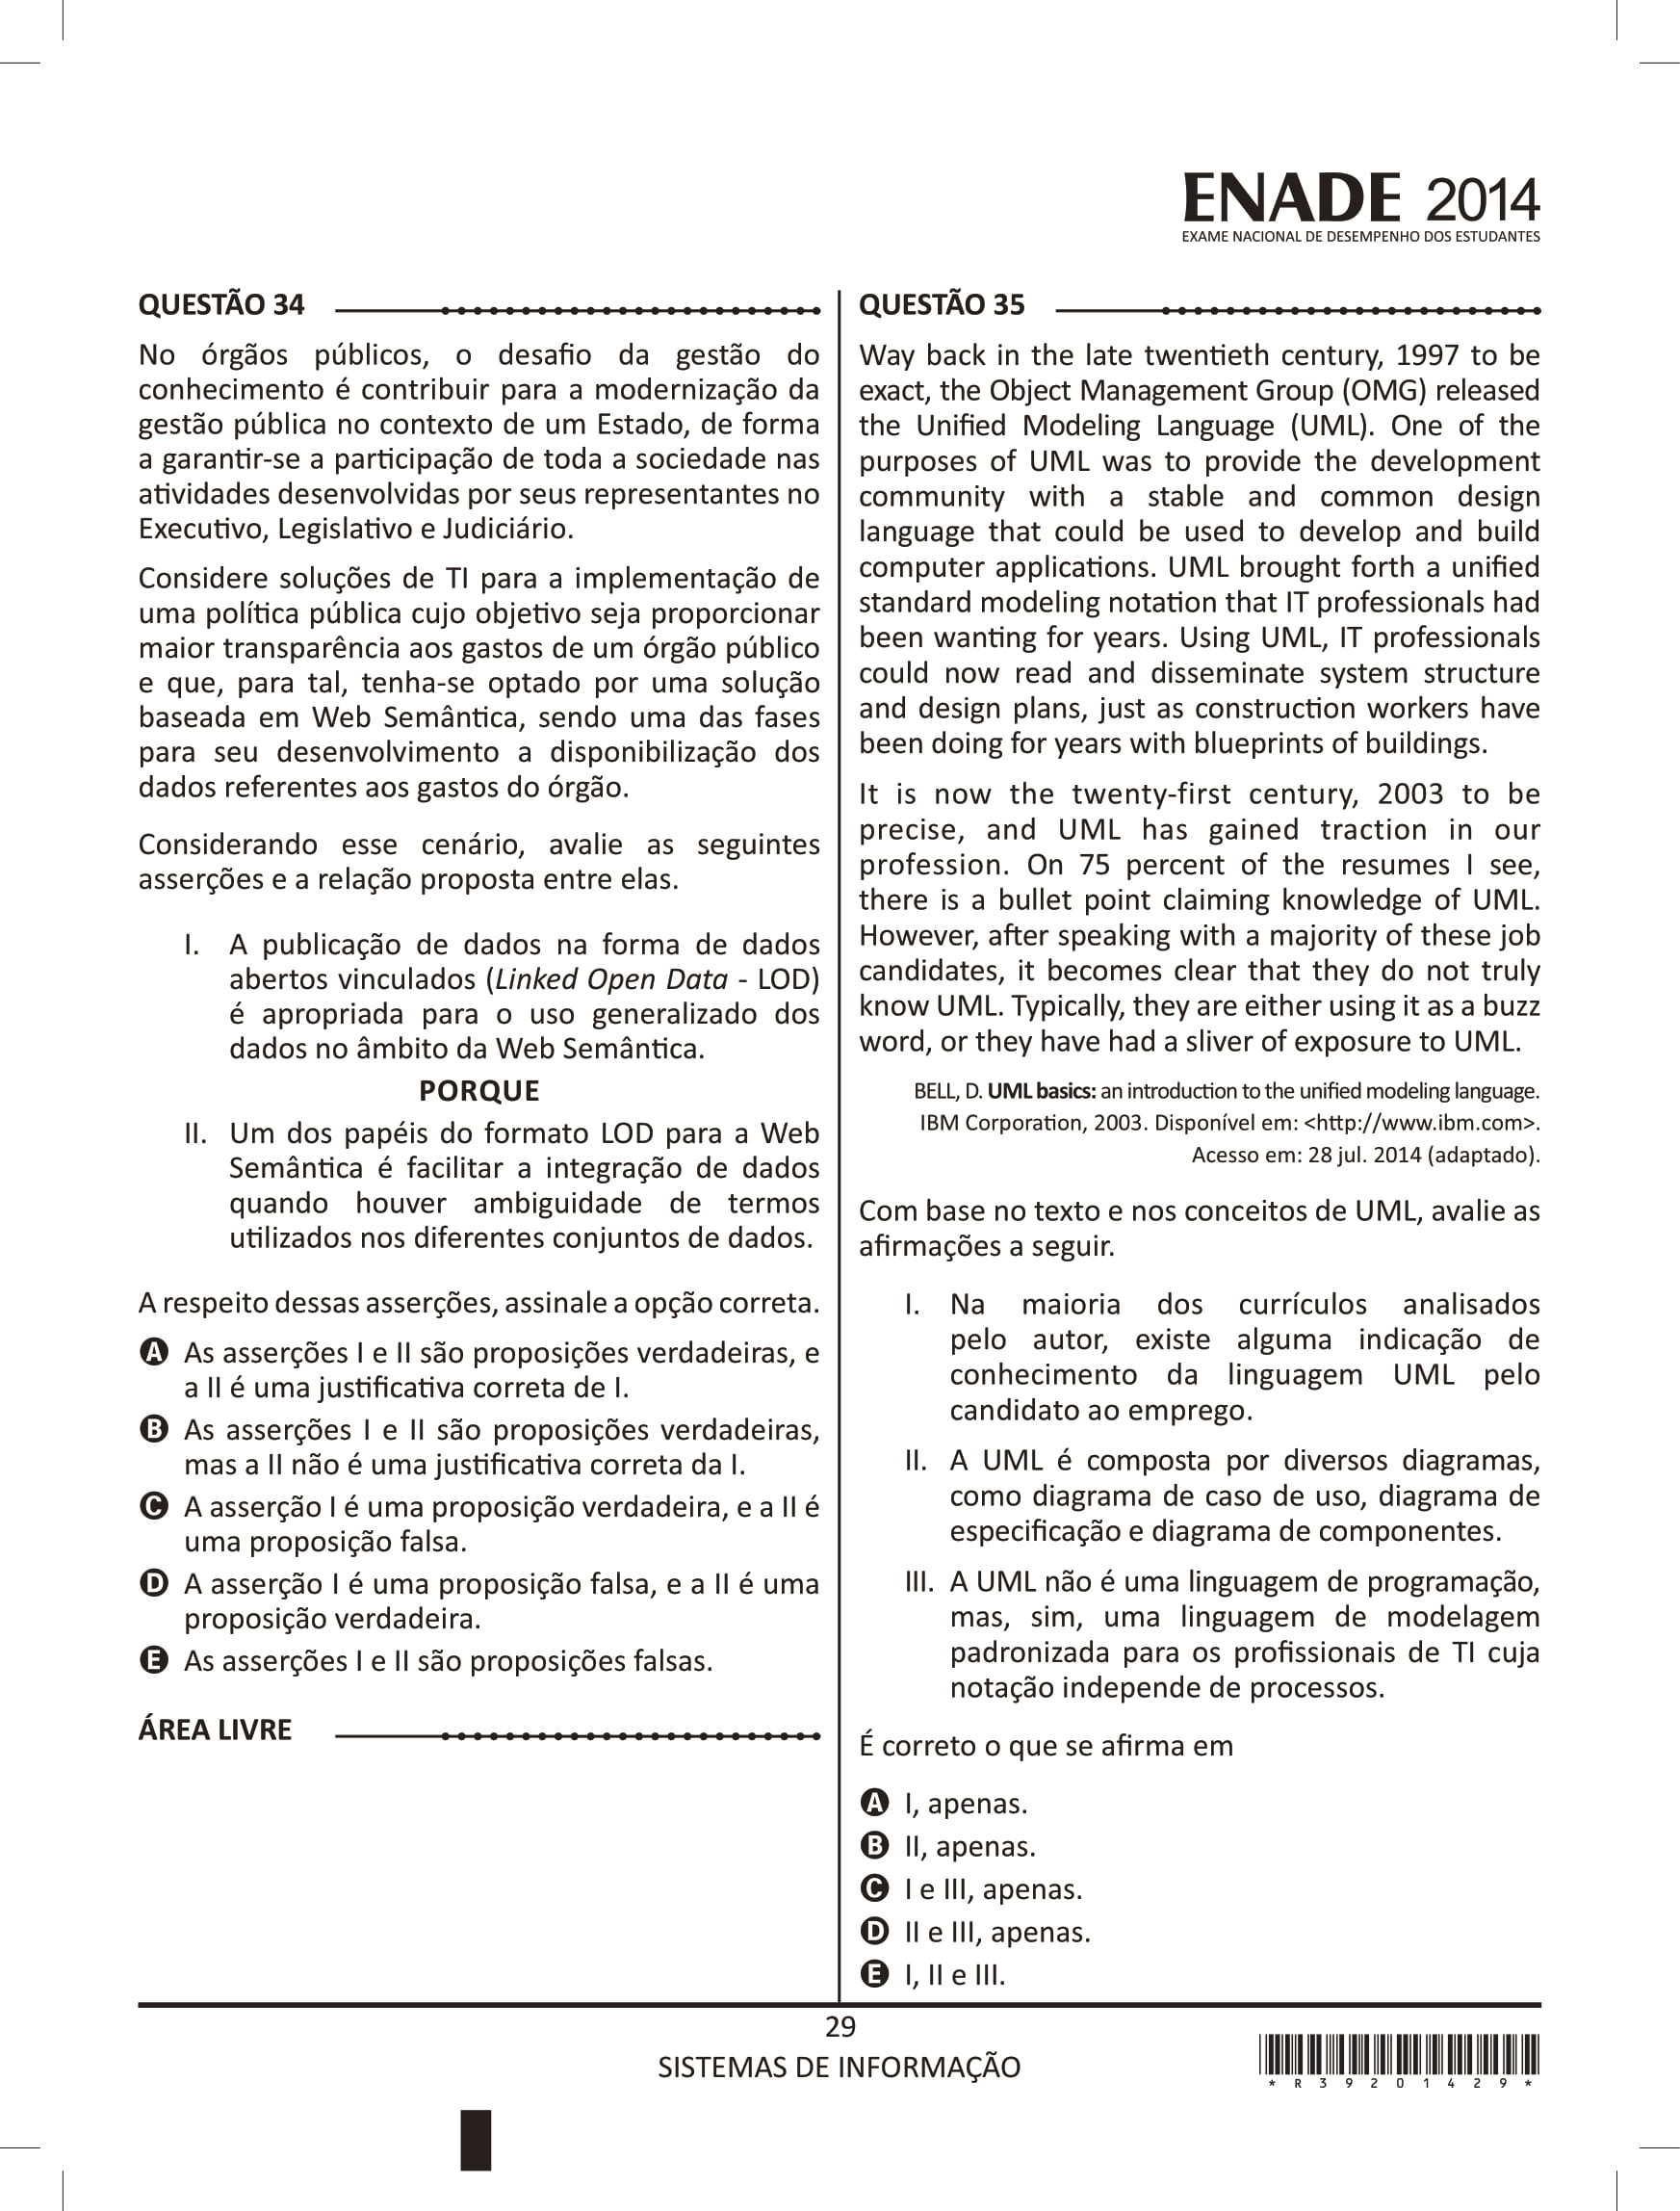 ENADE 2014
EXAME NACIONAL DE DESEMPENHO DOS ESTUDANTES
QUESTÃO 34
No órgãos públicos, o desafio da gestão do
conhecimento é contribuir para a modernização da
gestão pública no contexto de um Estado, de forma
a garantir-se a participação de toda a sociedade nas
atividades desenvolvidas por seus representantes no
Executivo, Legislativo e Judiciário.
Considere soluções de TI para a implementação de
uma política pública cujo objetivo seja proporcionar
maior transparência aos gastos de um órgão público
e que, para tal, tenha-se optado por uma solução
baseada em Web Semântica, sendo uma das fases
para seu desenvolvimento a disponibilização dos
dados referentes aos gastos do órgão.
Considerando esse cenário, avalie as seguintes
asserções e a relação proposta entre elas.
I. A publicação de dados na forma de dados
abertos vinculados (Linked Open Data - LOD)
é apropriada para o uso generalizado dos
dados no âmbito da Web Semântica.
PORQUE
II. Um dos papéis do formato LOD para a Web
Semântica é facilitar a integração de dados
quando houver ambiguidade de termos
utilizados nos diferentes conjuntos de dados.
A respeito dessas asserções, assinale a opção correta.
A As asserções I e II são proposições verdadeiras, e
a II é uma justificativa correta de I.
B As asserções I e II são proposições verdadeiras,
mas a II não é uma justificativa correta da I.
C A asserção I é uma proposição verdadeira, e a II é
uma proposição falsa.
D A asserção I é uma proposição falsa, e a II é uma
proposição verdadeira.
E As asserções I e II são proposições falsas.
ÁREA LIVRE
QUESTÃO 35
Way back in the late twentieth century, 1997 to be
exact, the Object Management Group (OMG) released
the Unified Modeling Language (UML). One of the
purposes of UML was to provide the development
community with a stable and common design
language that could be used to develop and build
computer applications. UML brought forth a unified
standard modeling notation that IT professionals had
been wanting for years. Using UML, IT professionals
could now read and disseminate system structure
and design plans, just as construction workers have
been doing for years with blueprints of buildings.
It is now the twenty-first century, 2003 to be
precise, and UML has gained traction in our
profession. On 75 percent of the resumes I see,
there is a bullet point claiming knowledge of UML.
However, after speaking with a majority of these job
candidates, it becomes clear that they do not truly
know UML. Typically, they are either using it as a buzz
word, or they have had a sliver of exposure to UML.
BELL, D. UML basics: an introduction to the unified modeling language.
IBM Corporation, 2003. Disponível em: <http://www.ibm.com>.
Acesso em: 28 jul. 2014 (adaptado).
Com base no texto e nos conceitos de UML, avalie as
afirmações a seguir.
I. Na maioria dos currículos analisados
pelo autor, existe alguma indicação de
conhecimento da linguagem UML pelo
candidato ao emprego.
II. A UML é composta por diversos diagramas,
como diagrama de caso de uso, diagrama de
especificação e diagrama de componentes.
III. A UML não é uma linguagem de programação,
mas, sim, uma linguagem de modelagem
padronizada para os profissionais de TI cuja
notação independe de processos.
É correto o que se afirma em
A I, apenas.
B II, apenas.
C I e III, apenas.
D II e III, apenas.
E I, II e III.
29
SISTEMAS DE INFORMAÇÃO
*R39201429*